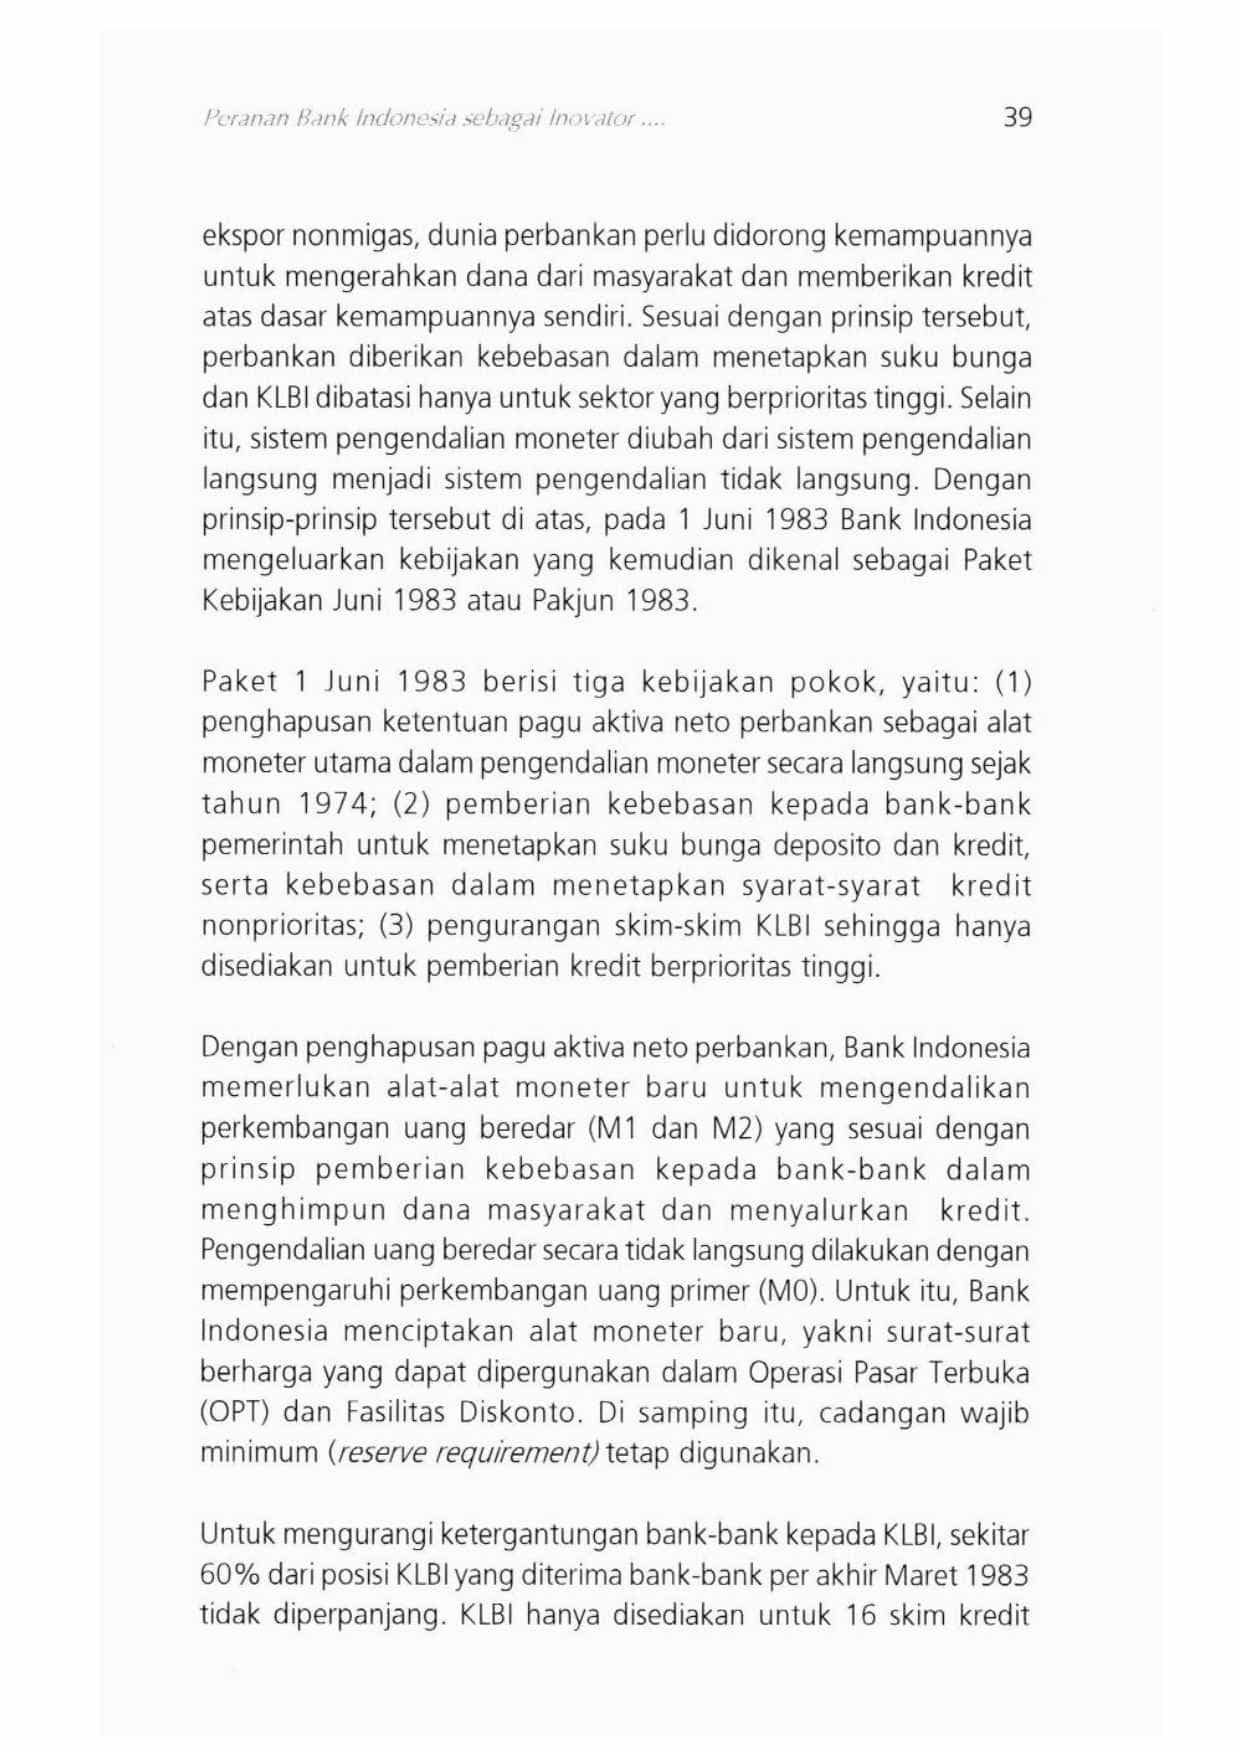 Peranan Bank Indonesia sebagai Inovator ....
39
ekspor nonmigas, dunia perbankan perlu didorong kemampuannya
untuk mengerahkan dana dari masyarakat dan memberikan kredit
atas dasar kemampuannya sendiri. Sesuai dengan prinsip tersebut,
perbankan diberikan kebebasan dalam menetapkan suku bunga
dan KLBI dibatasi hanya untuk sektor yang berprioritas tinggi. Selain
itu, sistem pengendalian moneter diubah dari sistem pengendalian
langsung menjadi sistem pengendalian tidak langsung. Dengan
prinsip-prinsip tersebut di atas, pada 1 Juni 1983 Bank Indonesia
mengeluarkan kebijakan yang kemudian dikenal sebagai Paket
Kebijakan Juni 1983 atau Pakjun 1983.
Paket 1 Juni 1983 berisi tiga kebijakan pokok, yaitu: (1)
penghapusan ketentuan pagu aktiva neto perbankan sebagai alat
moneter utama dalam pengendalian moneter secara langsung sejak
tahun 1974; (2) pemberian kebebasan kepada bank-bank
pemerintah untuk menetapkan suku bunga deposito dan kredit,
serta kebebasan dalam menetapkan syarat-syarat kredit
nonprioritas; (3) pengurangan skim-skim KLBI sehingga hanya
disediakan untuk pemberian kredit berprioritas tinggi.
Dengan penghapusan pagu aktiva neto perbankan, Bank Indonesia
memerlukan alat-alat moneter baru untuk mengendalikan
perkembangan uang beredar (M1 dan M2) yang sesuai dengan
prinsip pemberian kebebasan kepada bank-bank dalam
menghimpun dana masyarakat dan menyalurkan kredit.
Pengendalian uang beredar secara tidak langsung dilakukan dengan
mempengaruhi perkembangan uang primer (M0). Untuk itu, Bank
Indonesia menciptakan alat moneter baru, yakni surat-surat
berharga yang dapat dipergunakan dalam Operasi Pasar Terbuka
(OPT) dan Fasilitas Diskonto. Di samping itu, cadangan wajib
minimum (reserve requirement) tetap digunakan.
Untuk mengurangi ketergantungan bank-bank kepada KLBI, sekitar
60% dari posisi KLBI yang diterima bank-bank per akhir Maret 1983
tidak diperpanjang. KLBI hanya disediakan untuk 16 skim kredit